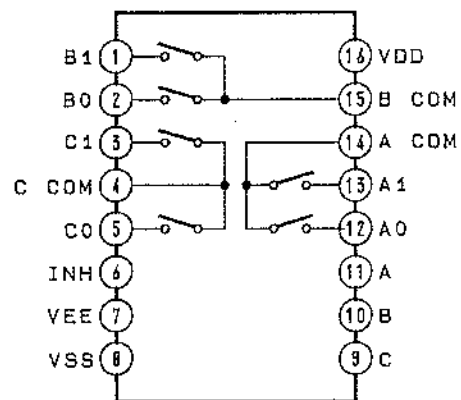 B1 1 16 VDD
B0 2 15 B COM
C1 3 14 A COM
C COM 4 13 A1
C0 5 12 A0
INH 6 11 A
VEE 7 10 B
VSS 8 9 C